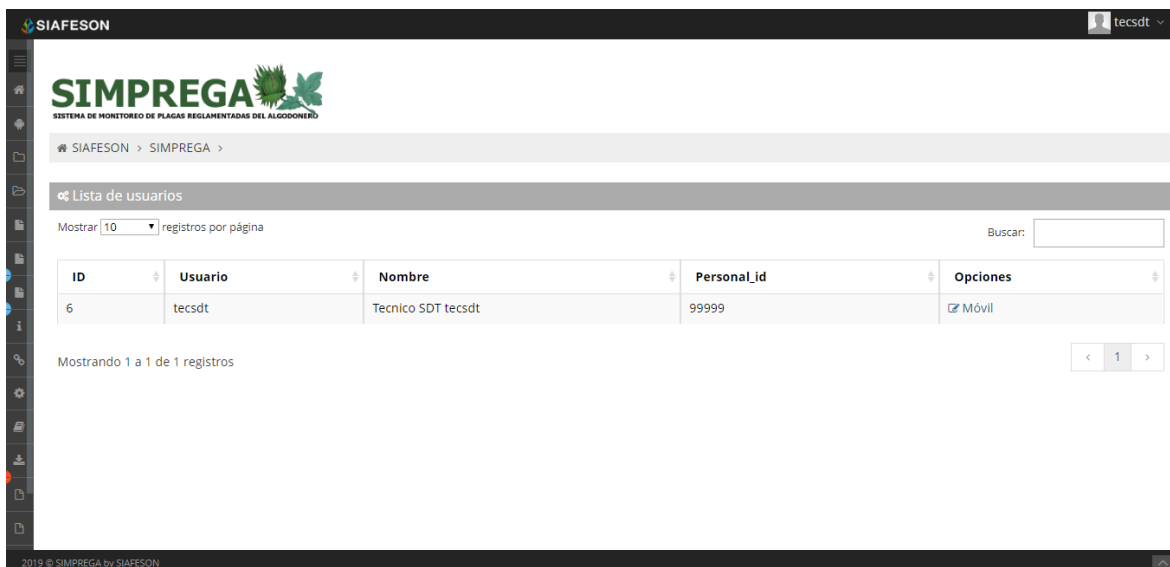 SIAFESON
tecsdt
SIMPREGA
SISTEMA DE MONITOREO DE PLAGAS REGLAMENTADAS DEL ALGODONERO
SIAFESON > SIMPREGA >
Lista de usuarios
Mostrar 10 registros por página
Buscar:
ID Usuario Nombre Personal_id Opciones
6 tecsdt Tecnico SDT tecsdt 99999 Móvil
Mostrando 1 a 1 de 1 registros
< 1 >
2019 © SIMPREGA by SIAFESON